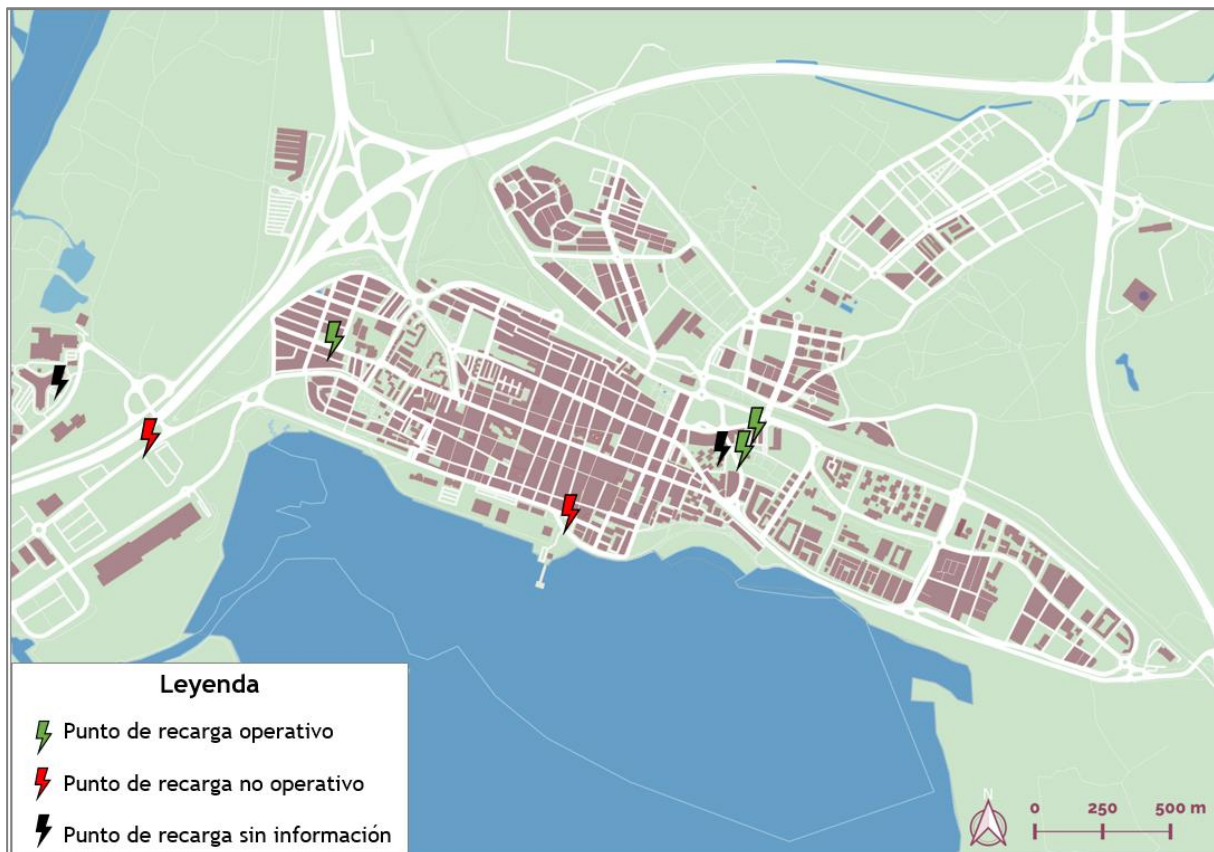 Leyenda
Punto de recarga operativo
Punto de recarga no operativo
Punto de recarga sin información
N
0 250 500 m